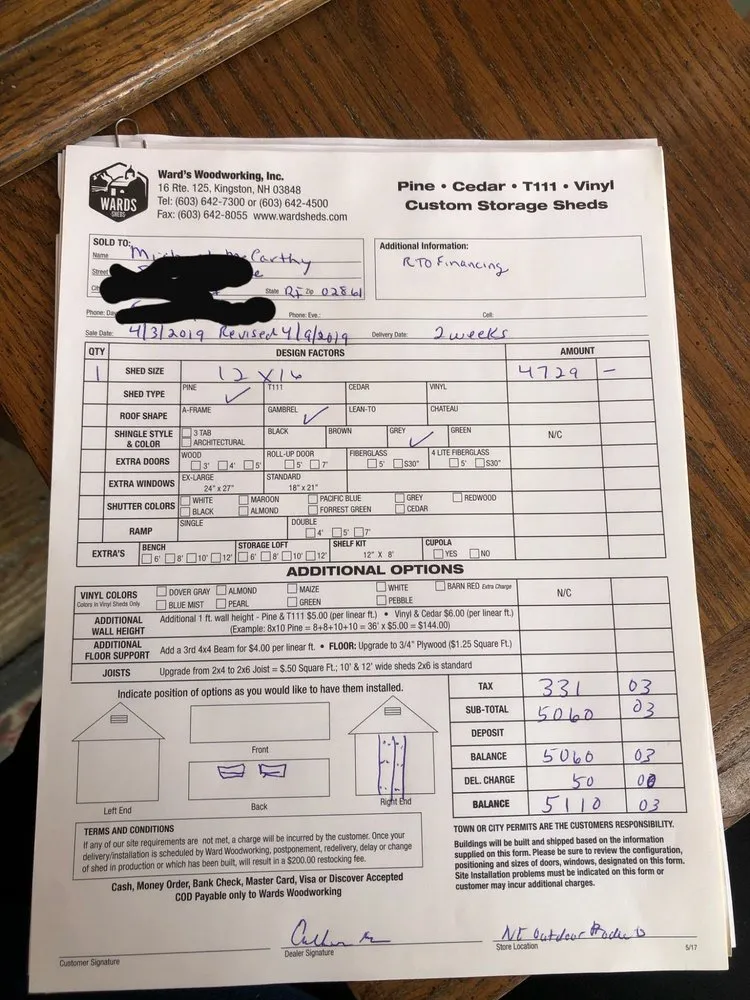 WARDS
SHEDS
Ward's Woodworking, Inc.
16 Rte. 125, Kingston, NH 03848
Tel: (603) 642-7300 or (603) 642-4500
Fax: (603) 642-8055 www.wardsheds.com
Pine • Cedar • T111 • Vinyl
Custom Storage Sheds
SOLD TO:
Name McCarthy
Street
State RI Zip 02861
Additional Information:
RTO Financing
Phone: Day Phone: Eve.: Cell:
Sale Date: 4/3/2019 Revised 4/9/2019 Delivery Date: 2 weeks
QTY DESIGN FACTORS AMOUNT
1 SHED SIZE 12 x 16 4729 —
SHED TYPE PINE T111 CEDAR VINYL
ROOF SHAPE A-FRAME GAMBREL LEAN-TO CHATEAU
SHINGLE STYLE & COLOR 3 TAB ARCHITECTURAL BLACK BROWN GREY GREEN N/C
EXTRA DOORS WOOD 3' 4' 5' ROLL-UP DOOR 5' 7' FIBERGLASS 5' S30" 4 LITE FIBERGLASS 5' S30"
EXTRA WINDOWS EX-LARGE 24" x 27" STANDARD 18" x 21"
SHUTTER COLORS WHITE MAROON PACIFIC BLUE GREY REDWOOD
BLACK ALMOND FORREST GREEN CEDAR
RAMP SINGLE DOUBLE 4' 5' 7'
EXTRA'S BENCH 6' 8' 10' 12' STORAGE LOFT 6' 8' 10' 12' SHELF KIT 12" X 8' CUPOLA YES NO
ADDITIONAL OPTIONS
VINYL COLORS DOVER GRAY ALMOND MAIZE WHITE BARN RED Extra Charge N/C
Colors in Vinyl Sheds Only BLUE MIST PEARL GREEN PEBBLE
ADDITIONAL WALL HEIGHT Additional 1 ft. wall height - Pine & T111 $5.00 (per linear ft.) • Vinyl & Cedar $6.00 (per linear ft.)
(Example: 8x10 Pine = 8+8+10+10 = 36' x $5.00 = $144.00)
ADDITIONAL FLOOR SUPPORT Add a 3rd 4x4 Beam for $4.00 per linear ft. • FLOOR: Upgrade to 3/4" Plywood ($1.25 Square Ft.)
JOISTS Upgrade from 2x4 to 2x6 Joist = $.50 Square Ft.; 10' & 12' wide sheds 2x6 is standard
Indicate position of options as you would like to have them installed.
Left End
Front
Back
Right End
TAX 331 03
SUB-TOTAL 5060 03
DEPOSIT
BALANCE 5060 03
DEL. CHARGE 50 00
BALANCE 5110 03
TERMS AND CONDITIONS
If any of our site requirements are not met, a charge will be incurred by the customer. Once your
delivery/installation is scheduled by Ward Woodworking, postponement, redelivery, delay or change
of shed in production or which has been built, will result in a $200.00 restocking fee.
Cash, Money Order, Bank Check, Master Card, Visa or Discover Accepted
COD Payable only to Wards Woodworking
TOWN OR CITY PERMITS ARE THE CUSTOMERS RESPONSIBILITY.
Buildings will be built and shipped based on the information
supplied on this form. Please be sure to review the configuration,
positioning and sizes of doors, windows, designated on this form.
Site Installation problems must be indicated on this form or
customer may incur additional charges.
NE Outdoor Products
Customer Signature Dealer Signature Store Location 5/17